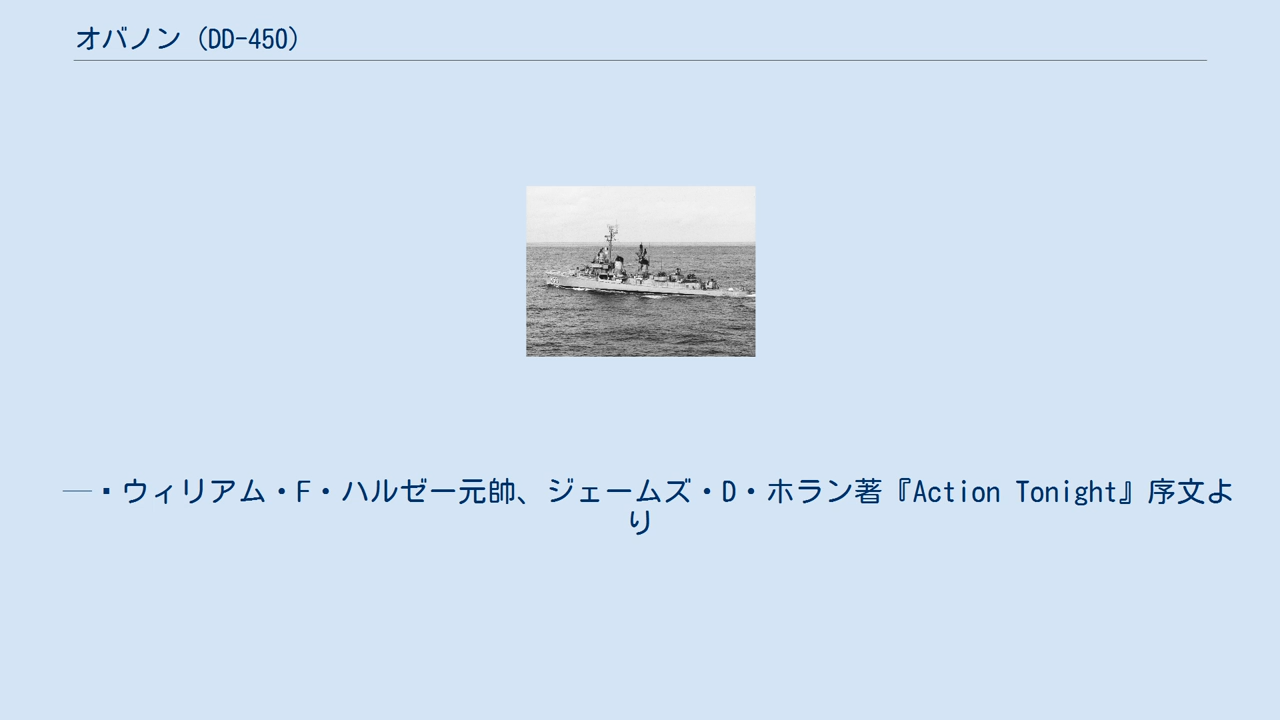 オバノン（DD-450）
―▪ウィリアム・F・ハルゼー元帥、ジェームズ・D・ホラン著『Action Tonight』序文よ
り